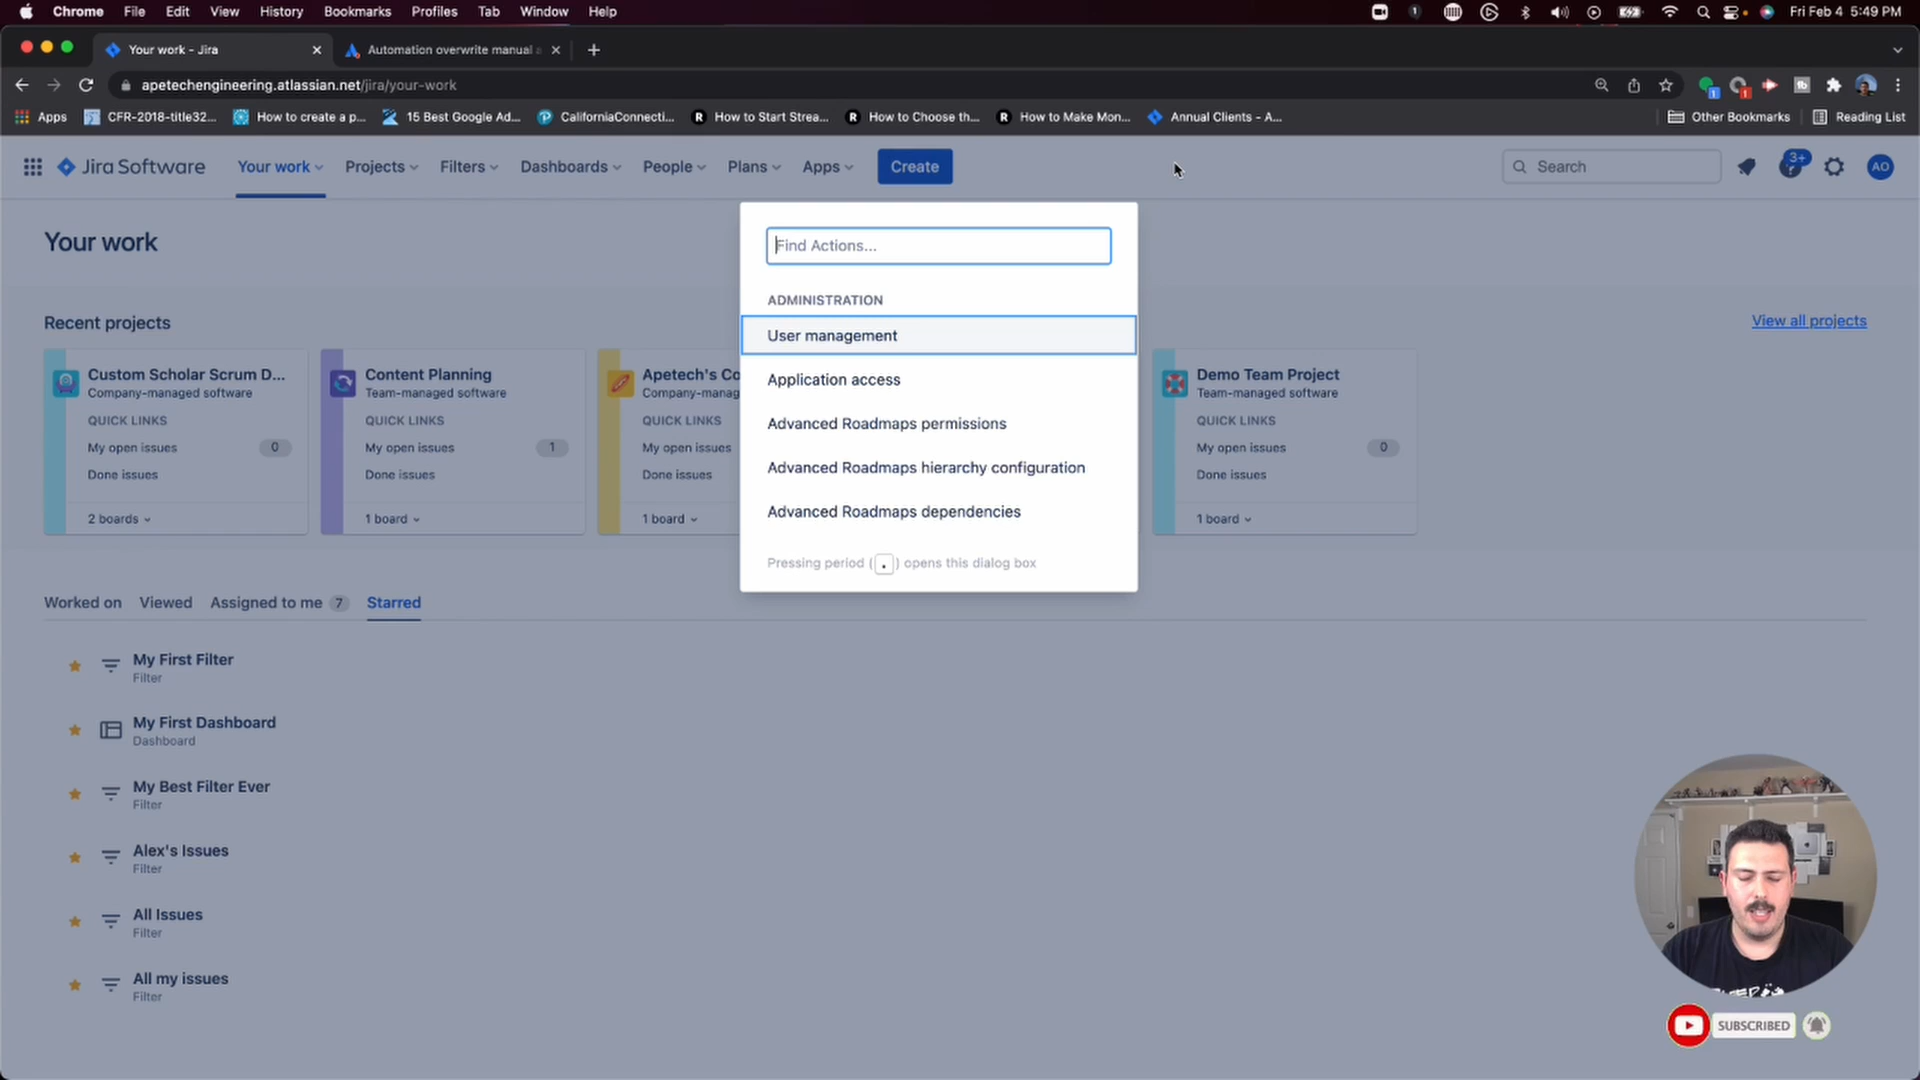 Chrome File Edit View History Bookmarks Profiles Tab Window Help
Fri Feb 4 5:49 PM
Your work - Jira
Automation overwrite manual a
apetechengineering.atlassian.net/jira/your-work
Apps CFR-2018-title32... How to create a p... 15 Best Google Ad... CaliforniaConnecti... How to Start Strea... How to Choose th... How to Make Mon... Annual Clients - A... Other Bookmarks Reading List
Jira Software Your work Projects Filters Dashboards People Plans Apps Create Search 3+ AO
Your work
Recent projects
View all projects
Custom Scholar Scrum D...
Company-managed software
QUICK LINKS
My open issues 0
Done issues
2 boards
Content Planning
Team-managed software
QUICK LINKS
My open issues 1
Done issues
1 board
Apetech's Co
Company-manag
QUICK LINKS
My open issues
Done issues
1 board
Demo Team Project
Team-managed software
QUICK LINKS
My open issues 0
Done issues
1 board
Find Actions...
ADMINISTRATION
User management
Application access
Advanced Roadmaps permissions
Advanced Roadmaps hierarchy configuration
Advanced Roadmaps dependencies
Pressing period ( . ) opens this dialog box
Worked on Viewed Assigned to me 7 Starred
My First Filter
Filter
My First Dashboard
Dashboard
My Best Filter Ever
Filter
Alex's Issues
Filter
All Issues
Filter
All my issues
Filter
SUBSCRIBED